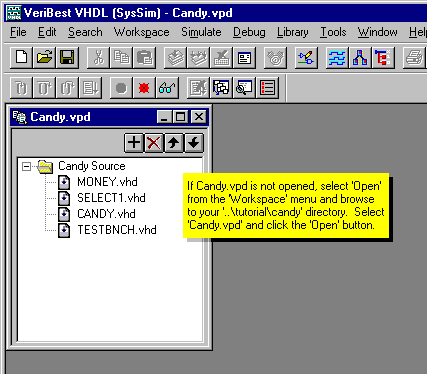 VeriBest VHDL (SysSim) - Candy.vpd
File Edit Search Workspace Simulate Debug Library Tools Window Help
Candy.vpd
Candy Source
MONEY.vhd
SELECT1.vhd
CANDY.vhd
TESTBNCH.vhd
If Candy.vpd is not opened, select 'Open'
from the 'Workspace' menu and browse
to your '..\tutorial\candy' directory. Select
'Candy.vpd' and click the 'Open' button.